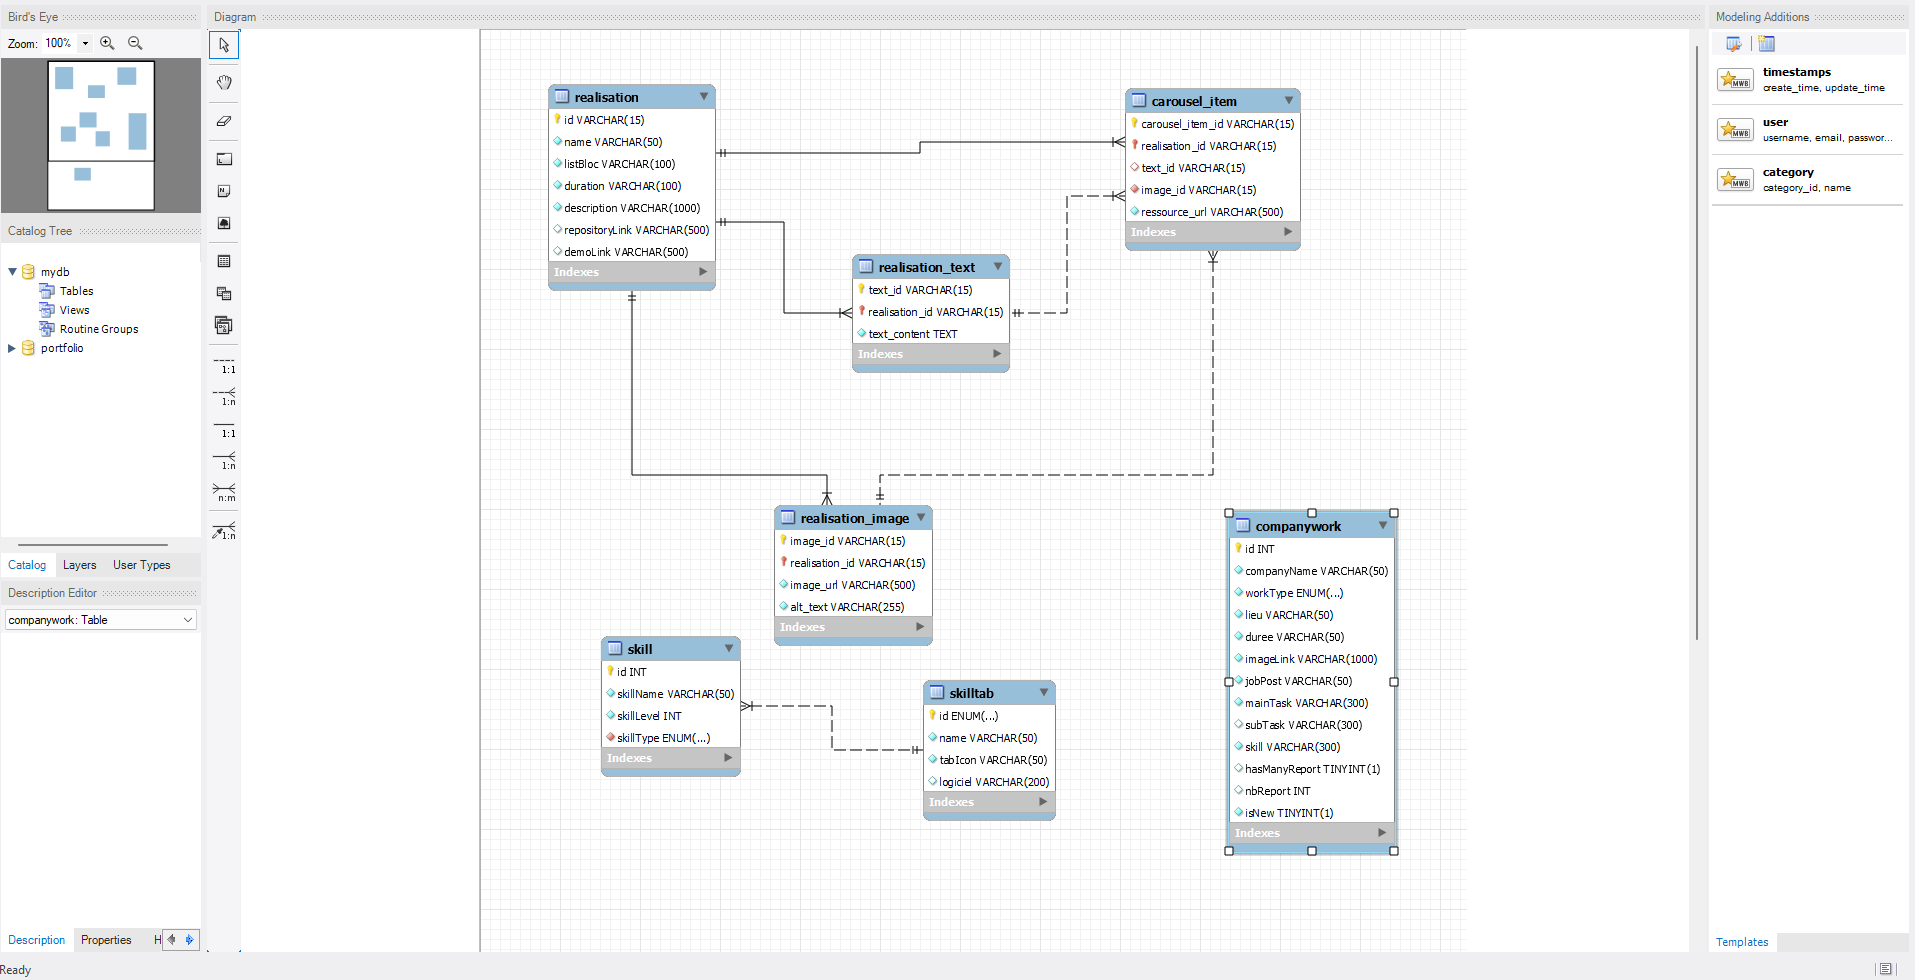 Bird's Eye
Zoom: 100%
Catalog Tree
mydb
Tables
Views
Routine Groups
portfolio
Catalog Layers User Types
Description Editor
companywork: Table
Description Properties H
Ready
Diagram
1:1
1:n
1:1
1:n
n:m
1:n
realisation
id VARCHAR(15)
name VARCHAR(50)
listBloc VARCHAR(100)
duration VARCHAR(100)
description VARCHAR(1000)
repositoryLink VARCHAR(500)
demoLink VARCHAR(500)
Indexes
carousel_item
carousel_item_id VARCHAR(15)
realisation_id VARCHAR(15)
text_id VARCHAR(15)
image_id VARCHAR(15)
ressource_url VARCHAR(500)
Indexes
realisation_text
text_id VARCHAR(15)
realisation_id VARCHAR(15)
text_content TEXT
Indexes
realisation_image
image_id VARCHAR(15)
realisation_id VARCHAR(15)
image_url VARCHAR(500)
alt_text VARCHAR(255)
Indexes
companywork
id INT
companyName VARCHAR(50)
workType ENUM(...)
lieu VARCHAR(50)
duree VARCHAR(50)
imageLink VARCHAR(1000)
jobPost VARCHAR(50)
mainTask VARCHAR(300)
subTask VARCHAR(300)
skill VARCHAR(300)
hasManyReport TINYINT(1)
nbReport INT
isNew TINYINT(1)
Indexes
skill
id INT
skillName VARCHAR(50)
skillLevel INT
skillType ENUM(...)
Indexes
skilltab
id ENUM(...)
name VARCHAR(50)
tabIcon VARCHAR(50)
logiciel VARCHAR(200)
Indexes
Modeling Additions
MWB
timestamps
create_time, update_time
MWB
user
username, email, passwor...
MWB
category
category_id, name
Templates